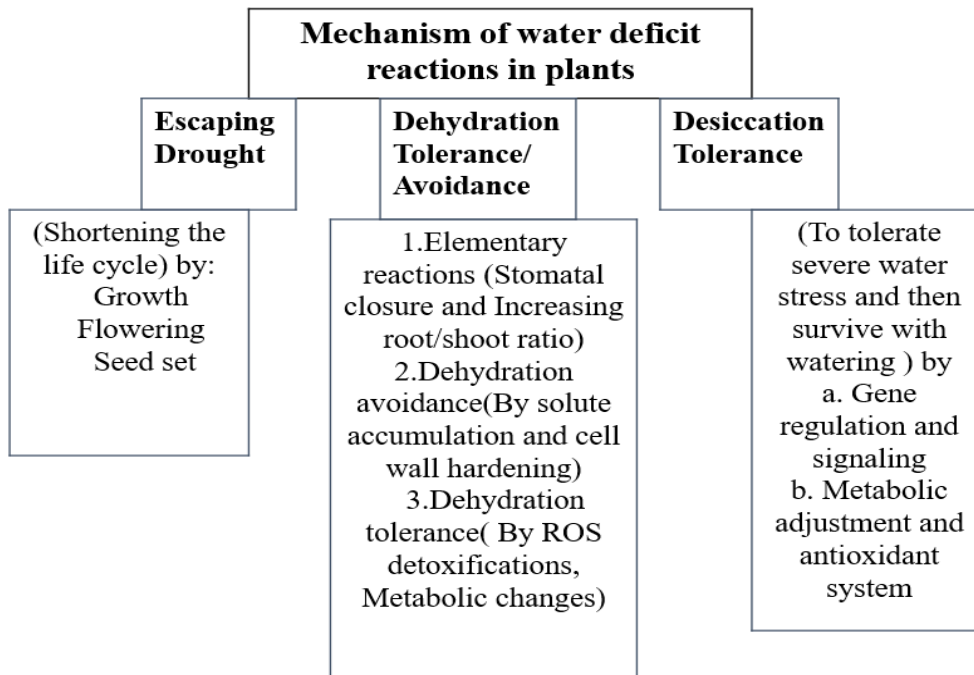 Mechanism of water deficit
reactions in plants
Escaping
Drought
Dehydration
Tolerance/
Avoidance
Desiccation
Tolerance
(Shortening the
life cycle) by:
Growth
Flowering
Seed set
1.Elementary
reactions (Stomatal
closure and Increasing
root/shoot ratio)
2.Dehydration
avoidance(By solute
accumulation and cell
wall hardening)
3.Dehydration
tolerance( By ROS
detoxifications,
Metabolic changes)
(To tolerate
severe water
stress and then
survive with
watering ) by
a. Gene
regulation and
signaling
b. Metabolic
adjustment and
antioxidant
system